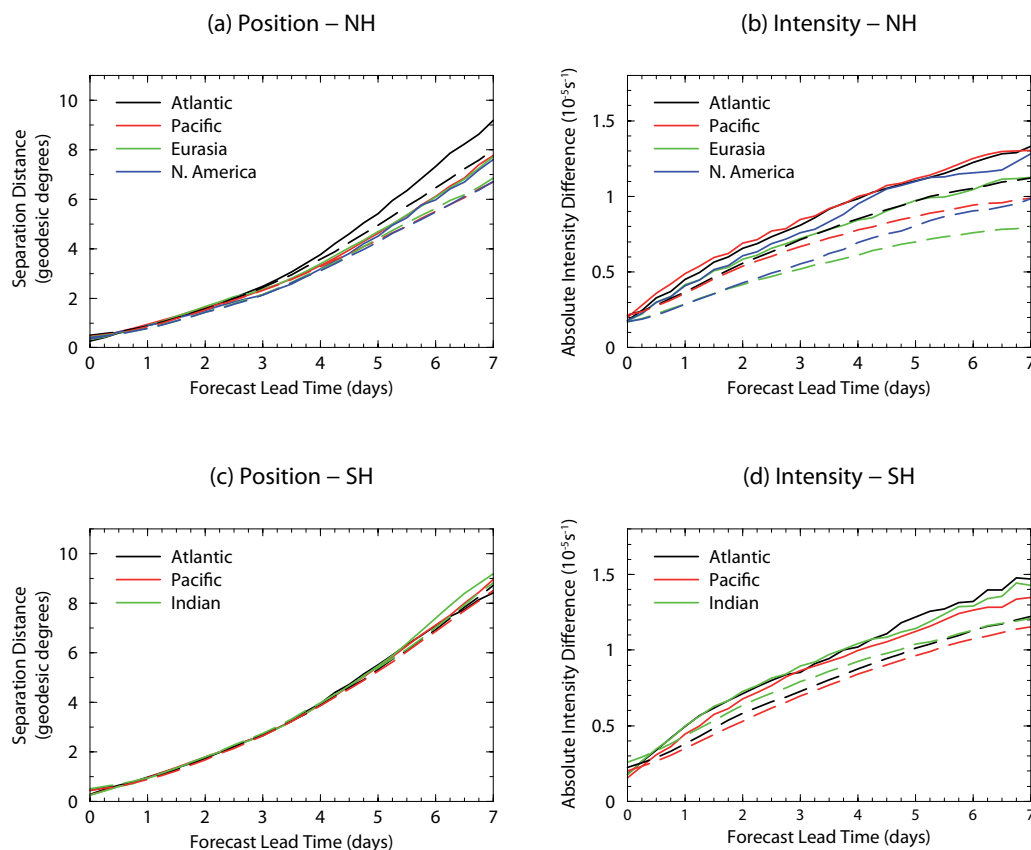 (a) Position – NH
Separation Distance
(geodesic degrees)
10
8
6
4
2
0
Atlantic
Pacific
Eurasia
N. America
0 1 2 3 4 5 6 7
Forecast Lead Time (days)
(b) Intensity – NH
Absolute Intensity Difference (10⁻⁵s⁻¹)
1.5
1
0.5
0
Atlantic
Pacific
Eurasia
N. America
0 1 2 3 4 5 6 7
Forecast Lead Time (days)
(c) Position – SH
Separation Distance
(geodesic degrees)
10
8
6
4
2
0
Atlantic
Pacific
Indian
0 1 2 3 4 5 6 7
Forecast Lead Time (days)
(d) Intensity – SH
Absolute Intensity Difference (10⁻⁵s⁻¹)
1.5
1
0.5
0
Atlantic
Pacific
Indian
0 1 2 3 4 5 6 7
Forecast Lead Time (days)